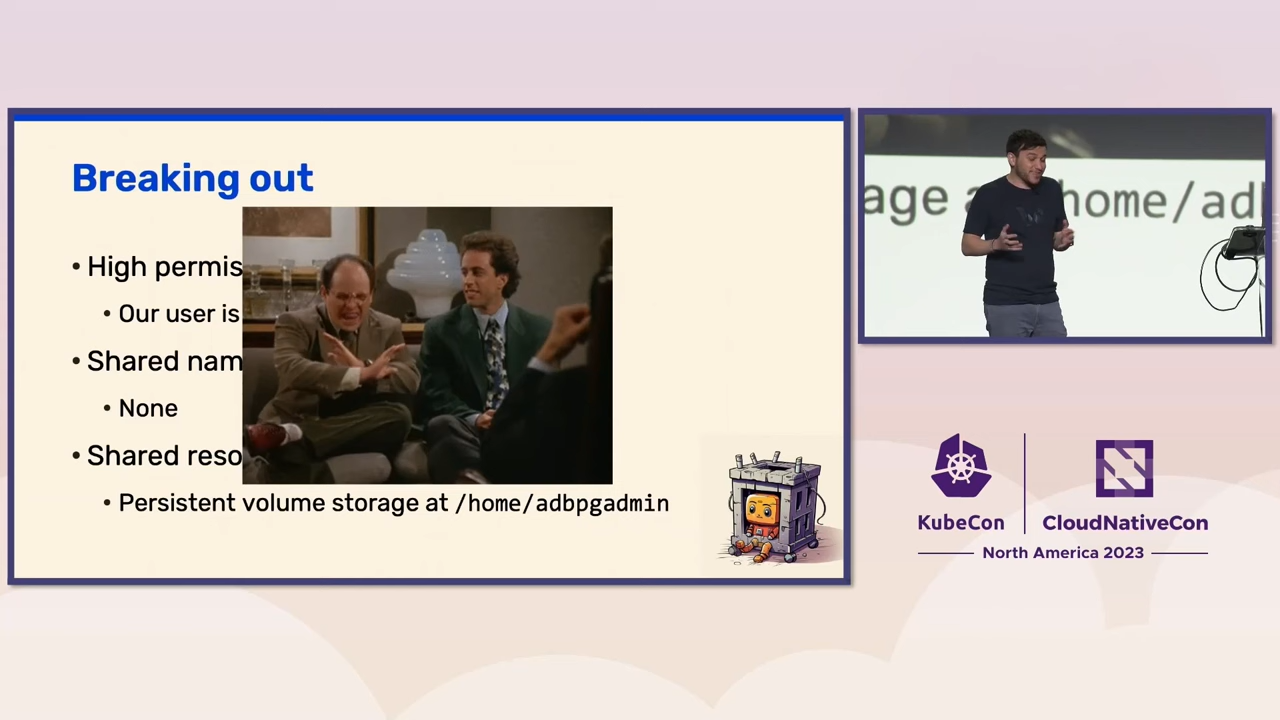 Breaking out
• High permis
• Our user is
• Shared nam
• None
• Shared reso
• Persistent volume storage at /home/adbpgadmin
age a home/adb
KubeCon
CloudNativeCon
North America 2023